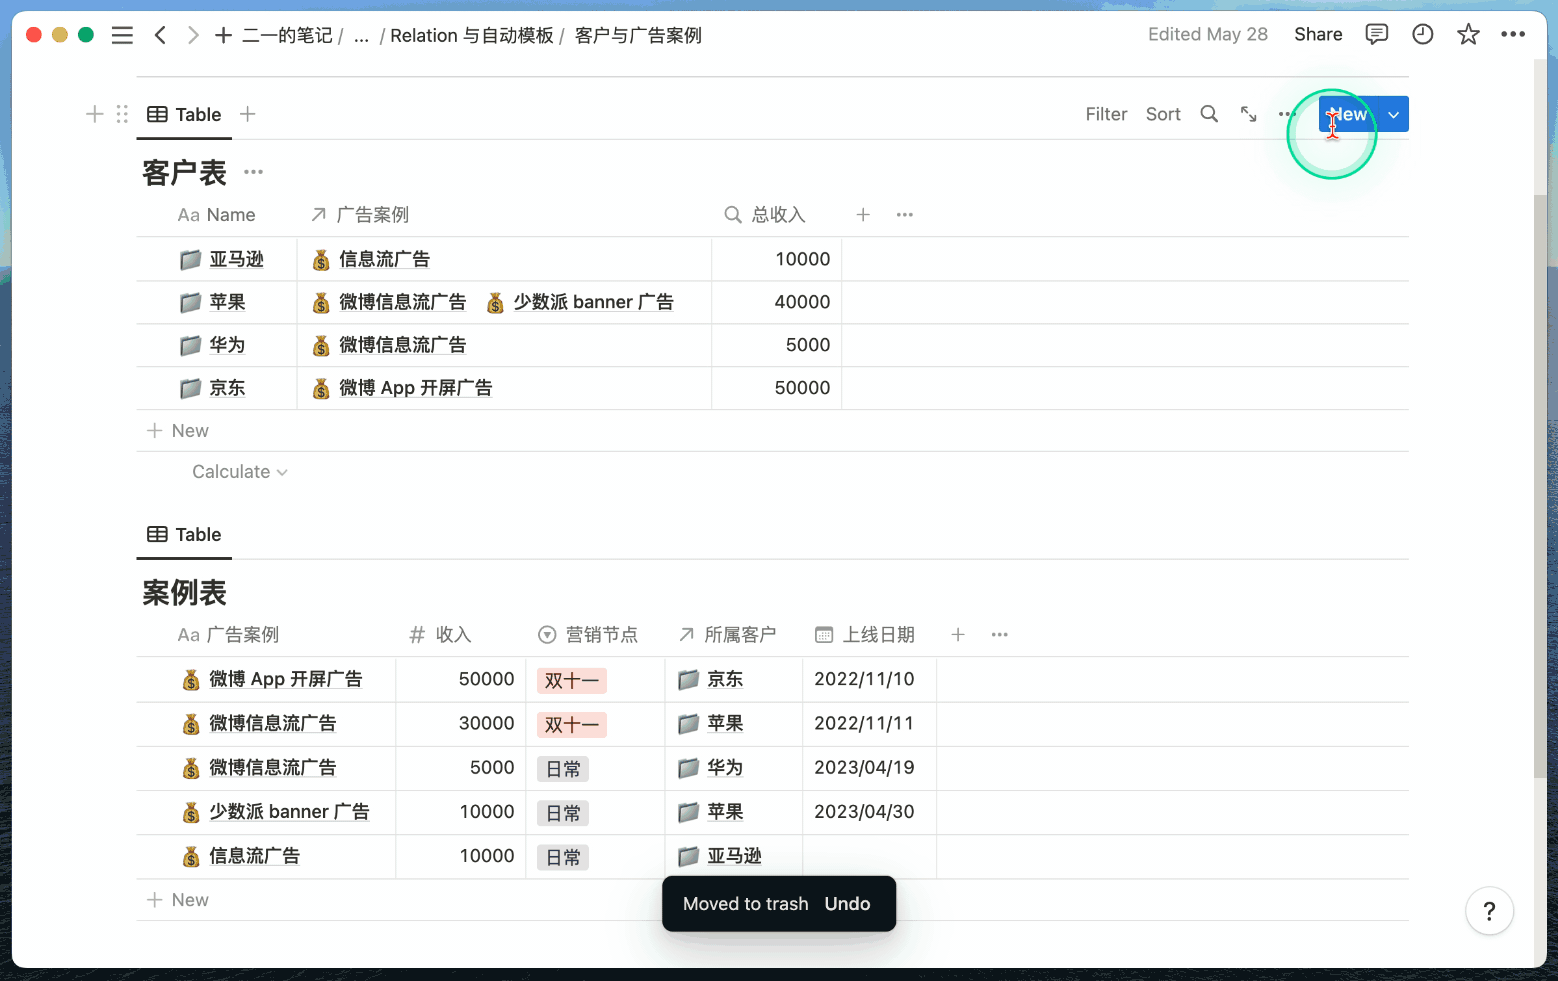 二一的笔记 / ... / Relation 与自动模板 / 客户与广告案例 Edited May 28 Share
Table Filter Sort New
客户表
Aa Name 广告案例 总收入
亚马逊 信息流广告 10000
苹果 微博信息流广告 少数派 banner 广告 40000
华为 微博信息流广告 5000
京东 微博 App 开屏广告 50000
New
Calculate
Table
案例表
Aa 广告案例 # 收入 营销节点 所属客户 上线日期
微博 App 开屏广告 50000 双十一 京东 2022/11/10
微博信息流广告 30000 双十一 苹果 2022/11/11
微博信息流广告 5000 日常 华为 2023/04/19
少数派 banner 广告 10000 日常 苹果 2023/04/30
信息流广告 10000 日常 亚马逊
New
Moved to trash Undo
?